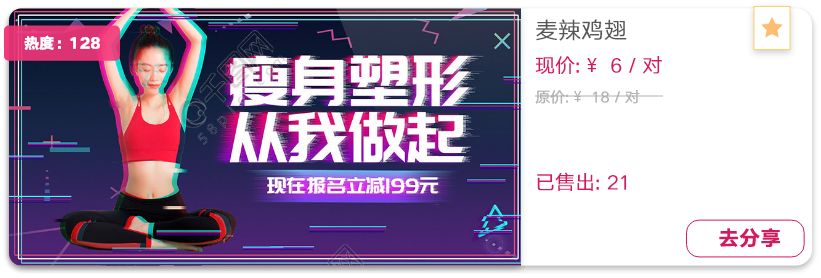 热度：128
瘦身塑形
从我做起
现在报名立减199元
麦辣鸡翅
现价: ¥ 6 / 对
原价: ¥ 18 / 对
已售出: 21
去分享